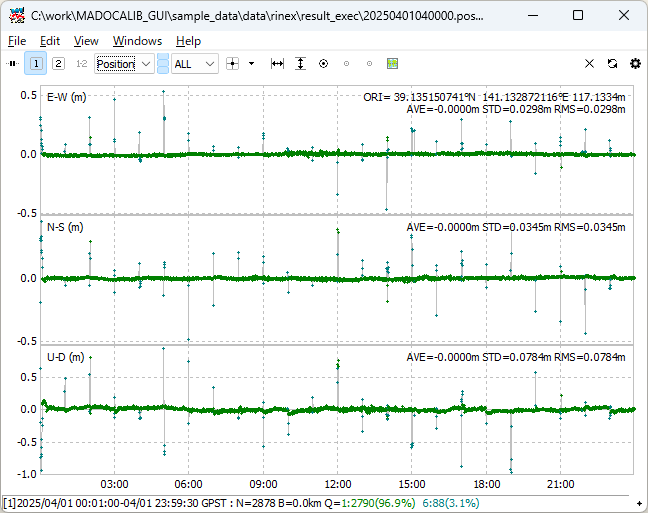 C:\work\MADOCALIB_GUI\sample_data\data\rinex\result_exec\20250401040000.pos...
File Edit View Windows Help
1 2 1-2 Position ALL
0.5 E-W (m) ORI= 39.135150741°N 141.132872116°E 117.1334m
AVE=-0.0000m STD=0.0298m RMS=0.0298m
0.0
-0.5
N-S (m) AVE=-0.0000m STD=0.0345m RMS=0.0345m
0.0
-0.5
U-D (m) AVE=-0.0000m STD=0.0784m RMS=0.0784m
0.5
0.0
-0.5
-1.0
03:00 06:00 09:00 12:00 15:00 18:00 21:00
[1]2025/04/01 00:01:00-04/01 23:59:30 GPST : N=2878 B=0.0km Q=1:2790(96.9%) 6:88(3.1%)